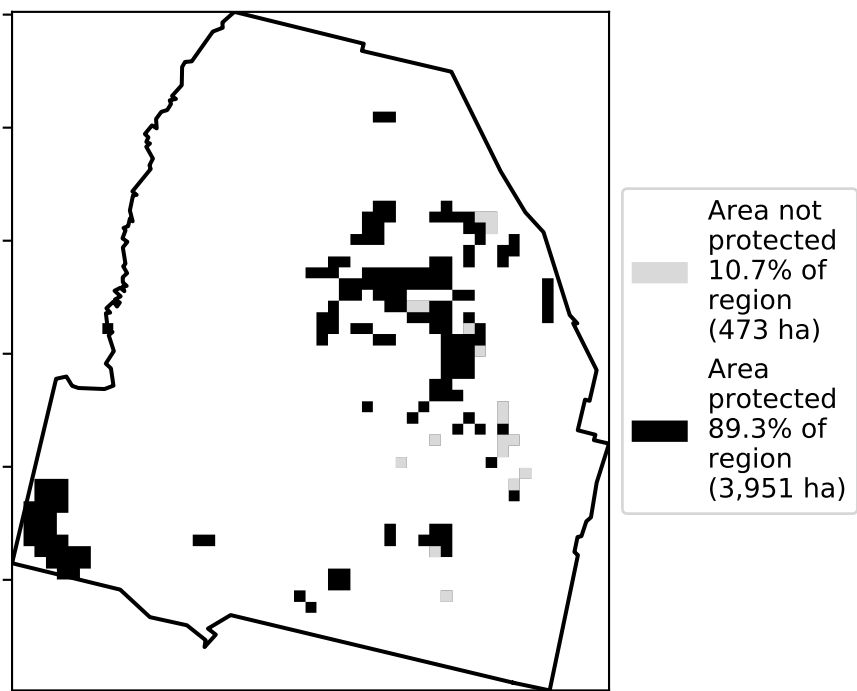 Area not
protected
10.7% of
region
(473 ha)
Area
protected
89.3% of
region
(3,951 ha)